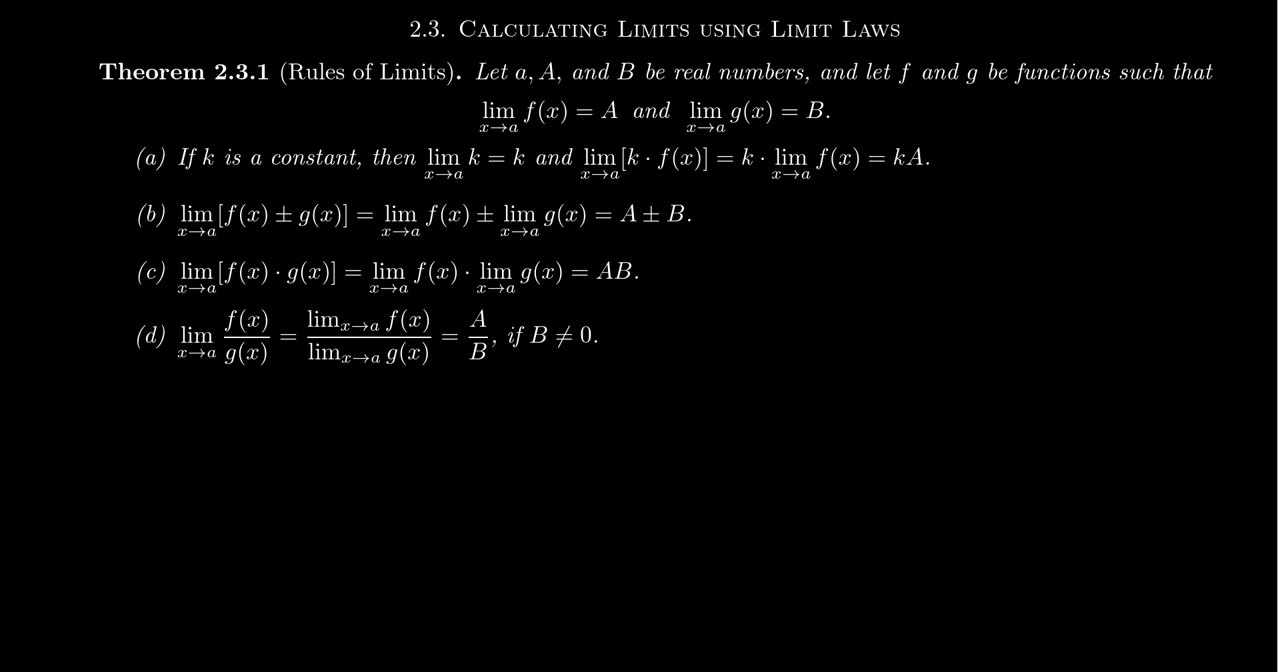 2.3. Calculating Limits using Limit Laws
Theorem 2.3.1 (Rules of Limits). Let a, A, and B be real numbers, and let f and g be functions such that
lim_{x→a} f(x) = A and lim_{x→a} g(x) = B.
(a) If k is a constant, then lim_{x→a} k = k and lim_{x→a} [k · f(x)] = k · lim_{x→a} f(x) = kA.
(b) lim_{x→a} [f(x) ± g(x)] = lim_{x→a} f(x) ± lim_{x→a} g(x) = A ± B.
(c) lim_{x→a} [f(x) · g(x)] = lim_{x→a} f(x) · lim_{x→a} g(x) = AB.
(d) lim_{x→a} f(x)/g(x) = lim_{x→a} f(x)/lim_{x→a} g(x) = A/B, if B ≠ 0.